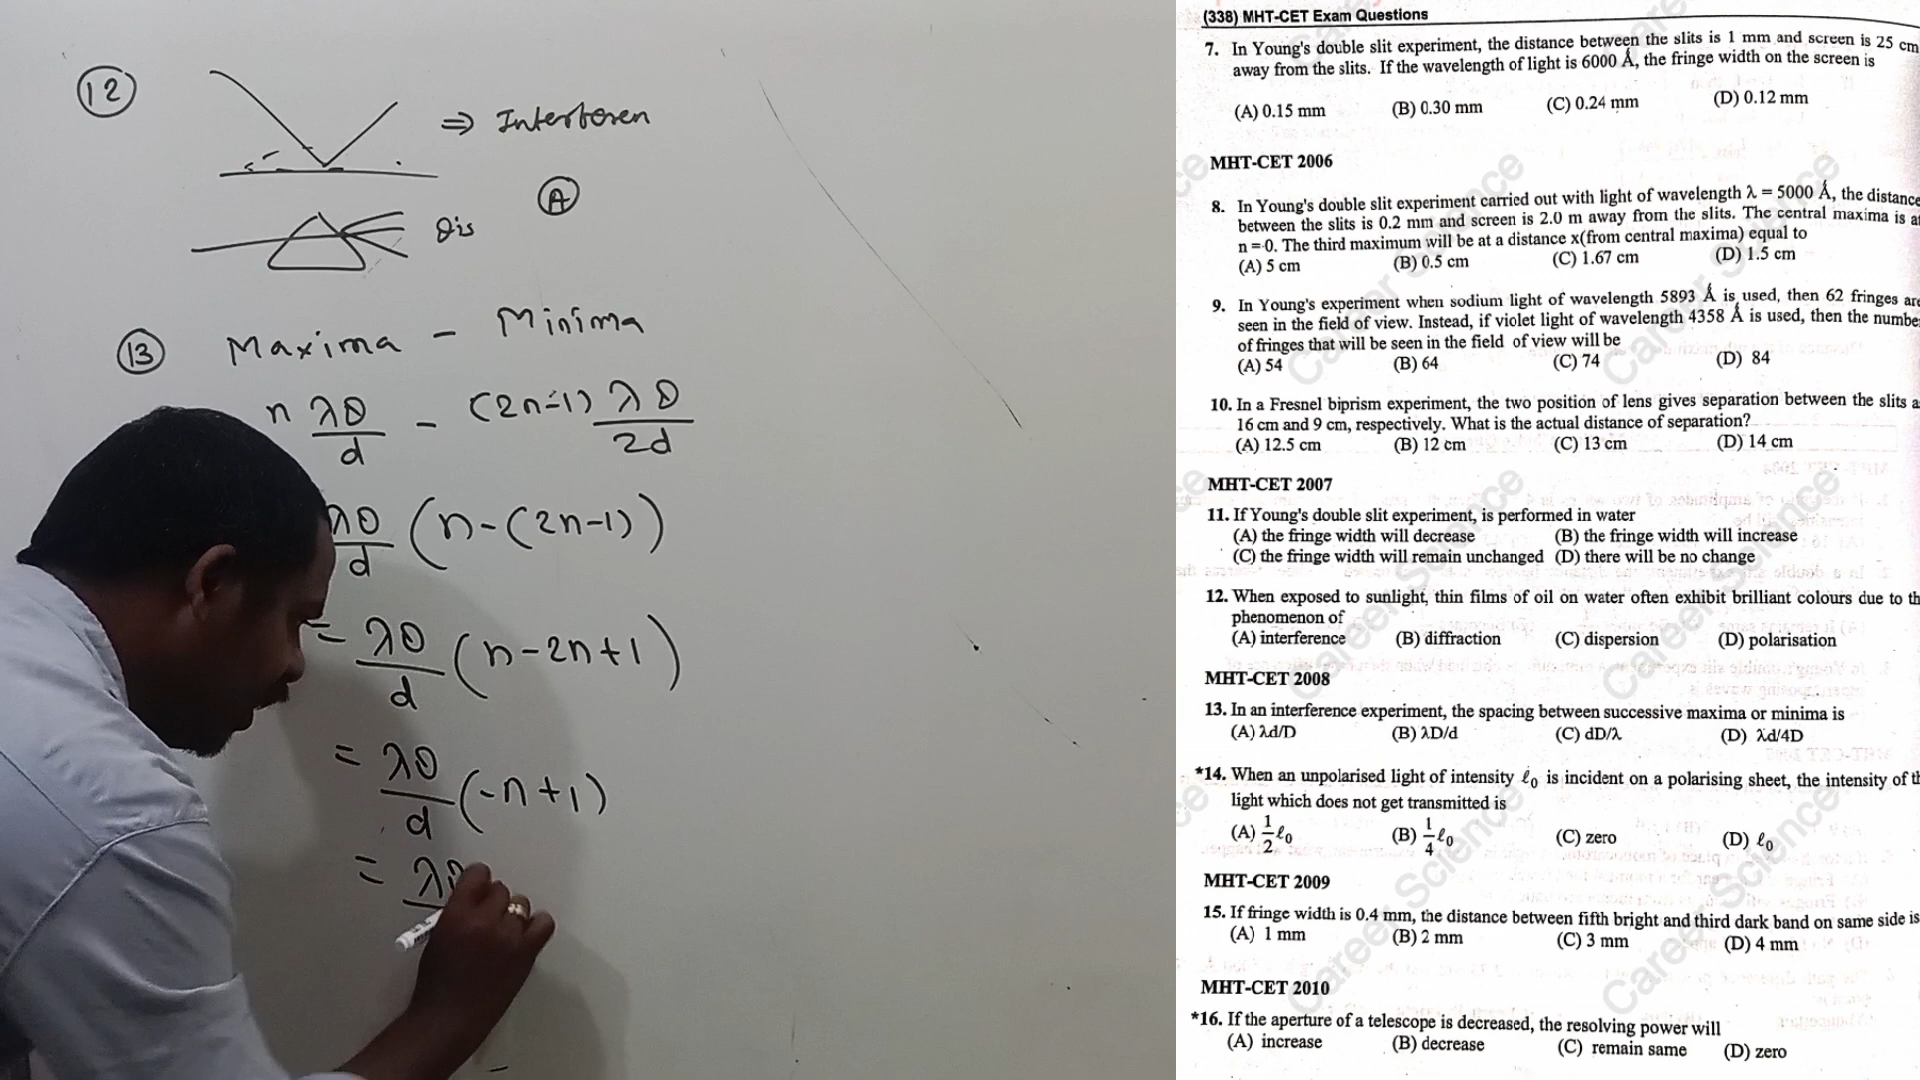 12
⇒ Interferen
A
Dis
13 Maxima - Minima
n λD/d - (2n-1) λD/2d
λD/d (n-(2n-1))
= λD/d (n-2n+1)
= λD/d (-n+1)
= λD
(338) MHT-CET Exam Questions
7. In Young's double slit experiment, the distance between the slits is 1 mm and screen is 25 cm
away from the slits. If the wavelength of light is 6000 Å, the fringe width on the screen is
(A) 0.15 mm (B) 0.30 mm (C) 0.24 mm (D) 0.12 mm
MHT-CET 2006
8. In Young's double slit experiment carried out with light of wavelength λ = 5000 Å, the distance
between the slits is 0.2 mm and screen is 2.0 m away from the slits. The central maxima is a
n = 0. The third maximum will be at a distance x(from central maxima) equal to
(A) 5 cm (B) 0.5 cm (C) 1.67 cm (D) 1.5 cm
9. In Young's experiment when sodium light of wavelength 5893 Å is used, then 62 fringes are
seen in the field of view. Instead, if violet light of wavelength 4358 Å is used, then the numbe
of fringes that will be seen in the field of view will be
(A) 54 (B) 64 (C) 74 (D) 84
10. In a Fresnel biprism experiment, the two position of lens gives separation between the slits a
16 cm and 9 cm, respectively. What is the actual distance of separation?
(A) 12.5 cm (B) 12 cm (C) 13 cm (D) 14 cm
MHT-CET 2007
11. If Young's double slit experiment, is performed in water
(A) the fringe width will decrease (B) the fringe width will increase
(C) the fringe width will remain unchanged (D) there will be no change
12. When exposed to sunlight, thin films of oil on water often exhibit brilliant colours due to th
phenomenon of
(A) interference (B) diffraction (C) dispersion (D) polarisation
MHT-CET 2008
13. In an interference experiment, the spacing between successive maxima or minima is
(A) λd/D (B) λD/d (C) dD/λ (D) λd/4D
*14. When an unpolarised light of intensity ℓ₀ is incident on a polarising sheet, the intensity of th
light which does not get transmitted is
(A) 1/2 ℓ₀ (B) 1/4 ℓ₀ (C) zero (D) ℓ₀
MHT-CET 2009
15. If fringe width is 0.4 mm, the distance between fifth bright and third dark band on same side is
(A) 1 mm (B) 2 mm (C) 3 mm (D) 4 mm
MHT-CET 2010
*16. If the aperture of a telescope is decreased, the resolving power will
(A) increase (B) decrease (C) remain same (D) zero
Career Science